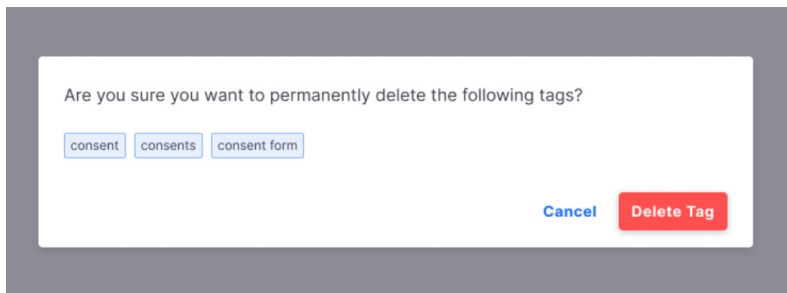 Are you sure you want to permanently delete the following tags?
consent consents consent form
Cancel Delete Tag